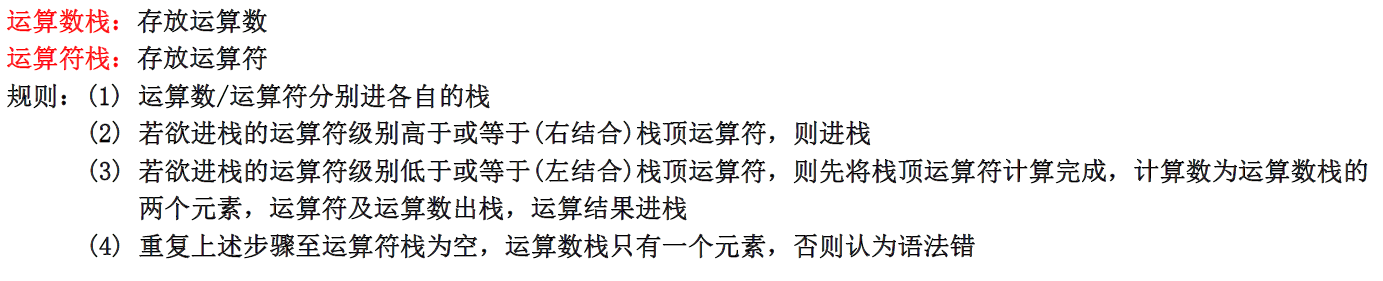 运算数栈：存放运算数
运算符栈：存放运算符
规则：(1) 运算数/运算符分别进各自的栈
(2) 若欲进栈的运算符级别高于或等于(右结合)栈顶运算符，则进栈
(3) 若欲进栈的运算符级别低于或等于(左结合)栈顶运算符，则先将栈顶运算符计算完成，计算数为运算数栈的
两个元素，运算符及运算数出栈，运算结果进栈
(4) 重复上述步骤至运算符栈为空，运算数栈只有一个元素，否则认为语法错